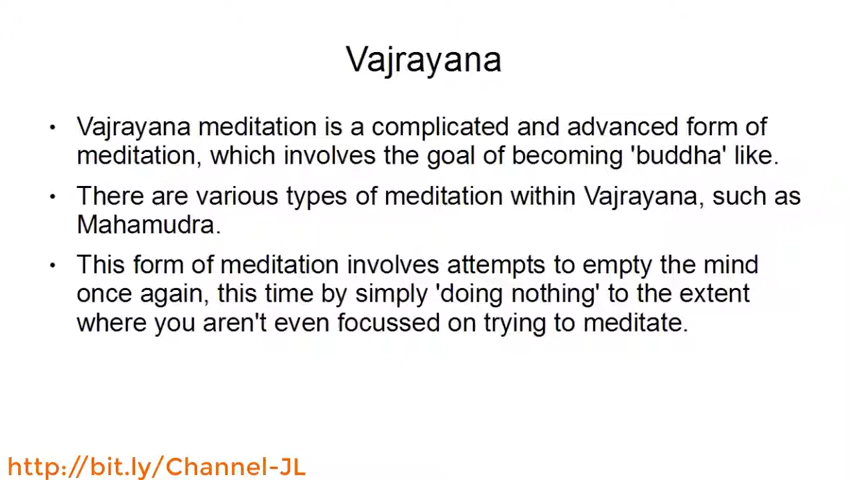 Vajrayana
• Vajrayana meditation is a complicated and advanced form of
meditation, which involves the goal of becoming 'buddha' like.
• There are various types of meditation within Vajrayana, such as
Mahamudra.
• This form of meditation involves attempts to empty the mind
once again, this time by simply 'doing nothing' to the extent
where you aren't even focussed on trying to meditate.
http://bit.ly/Channel-JL